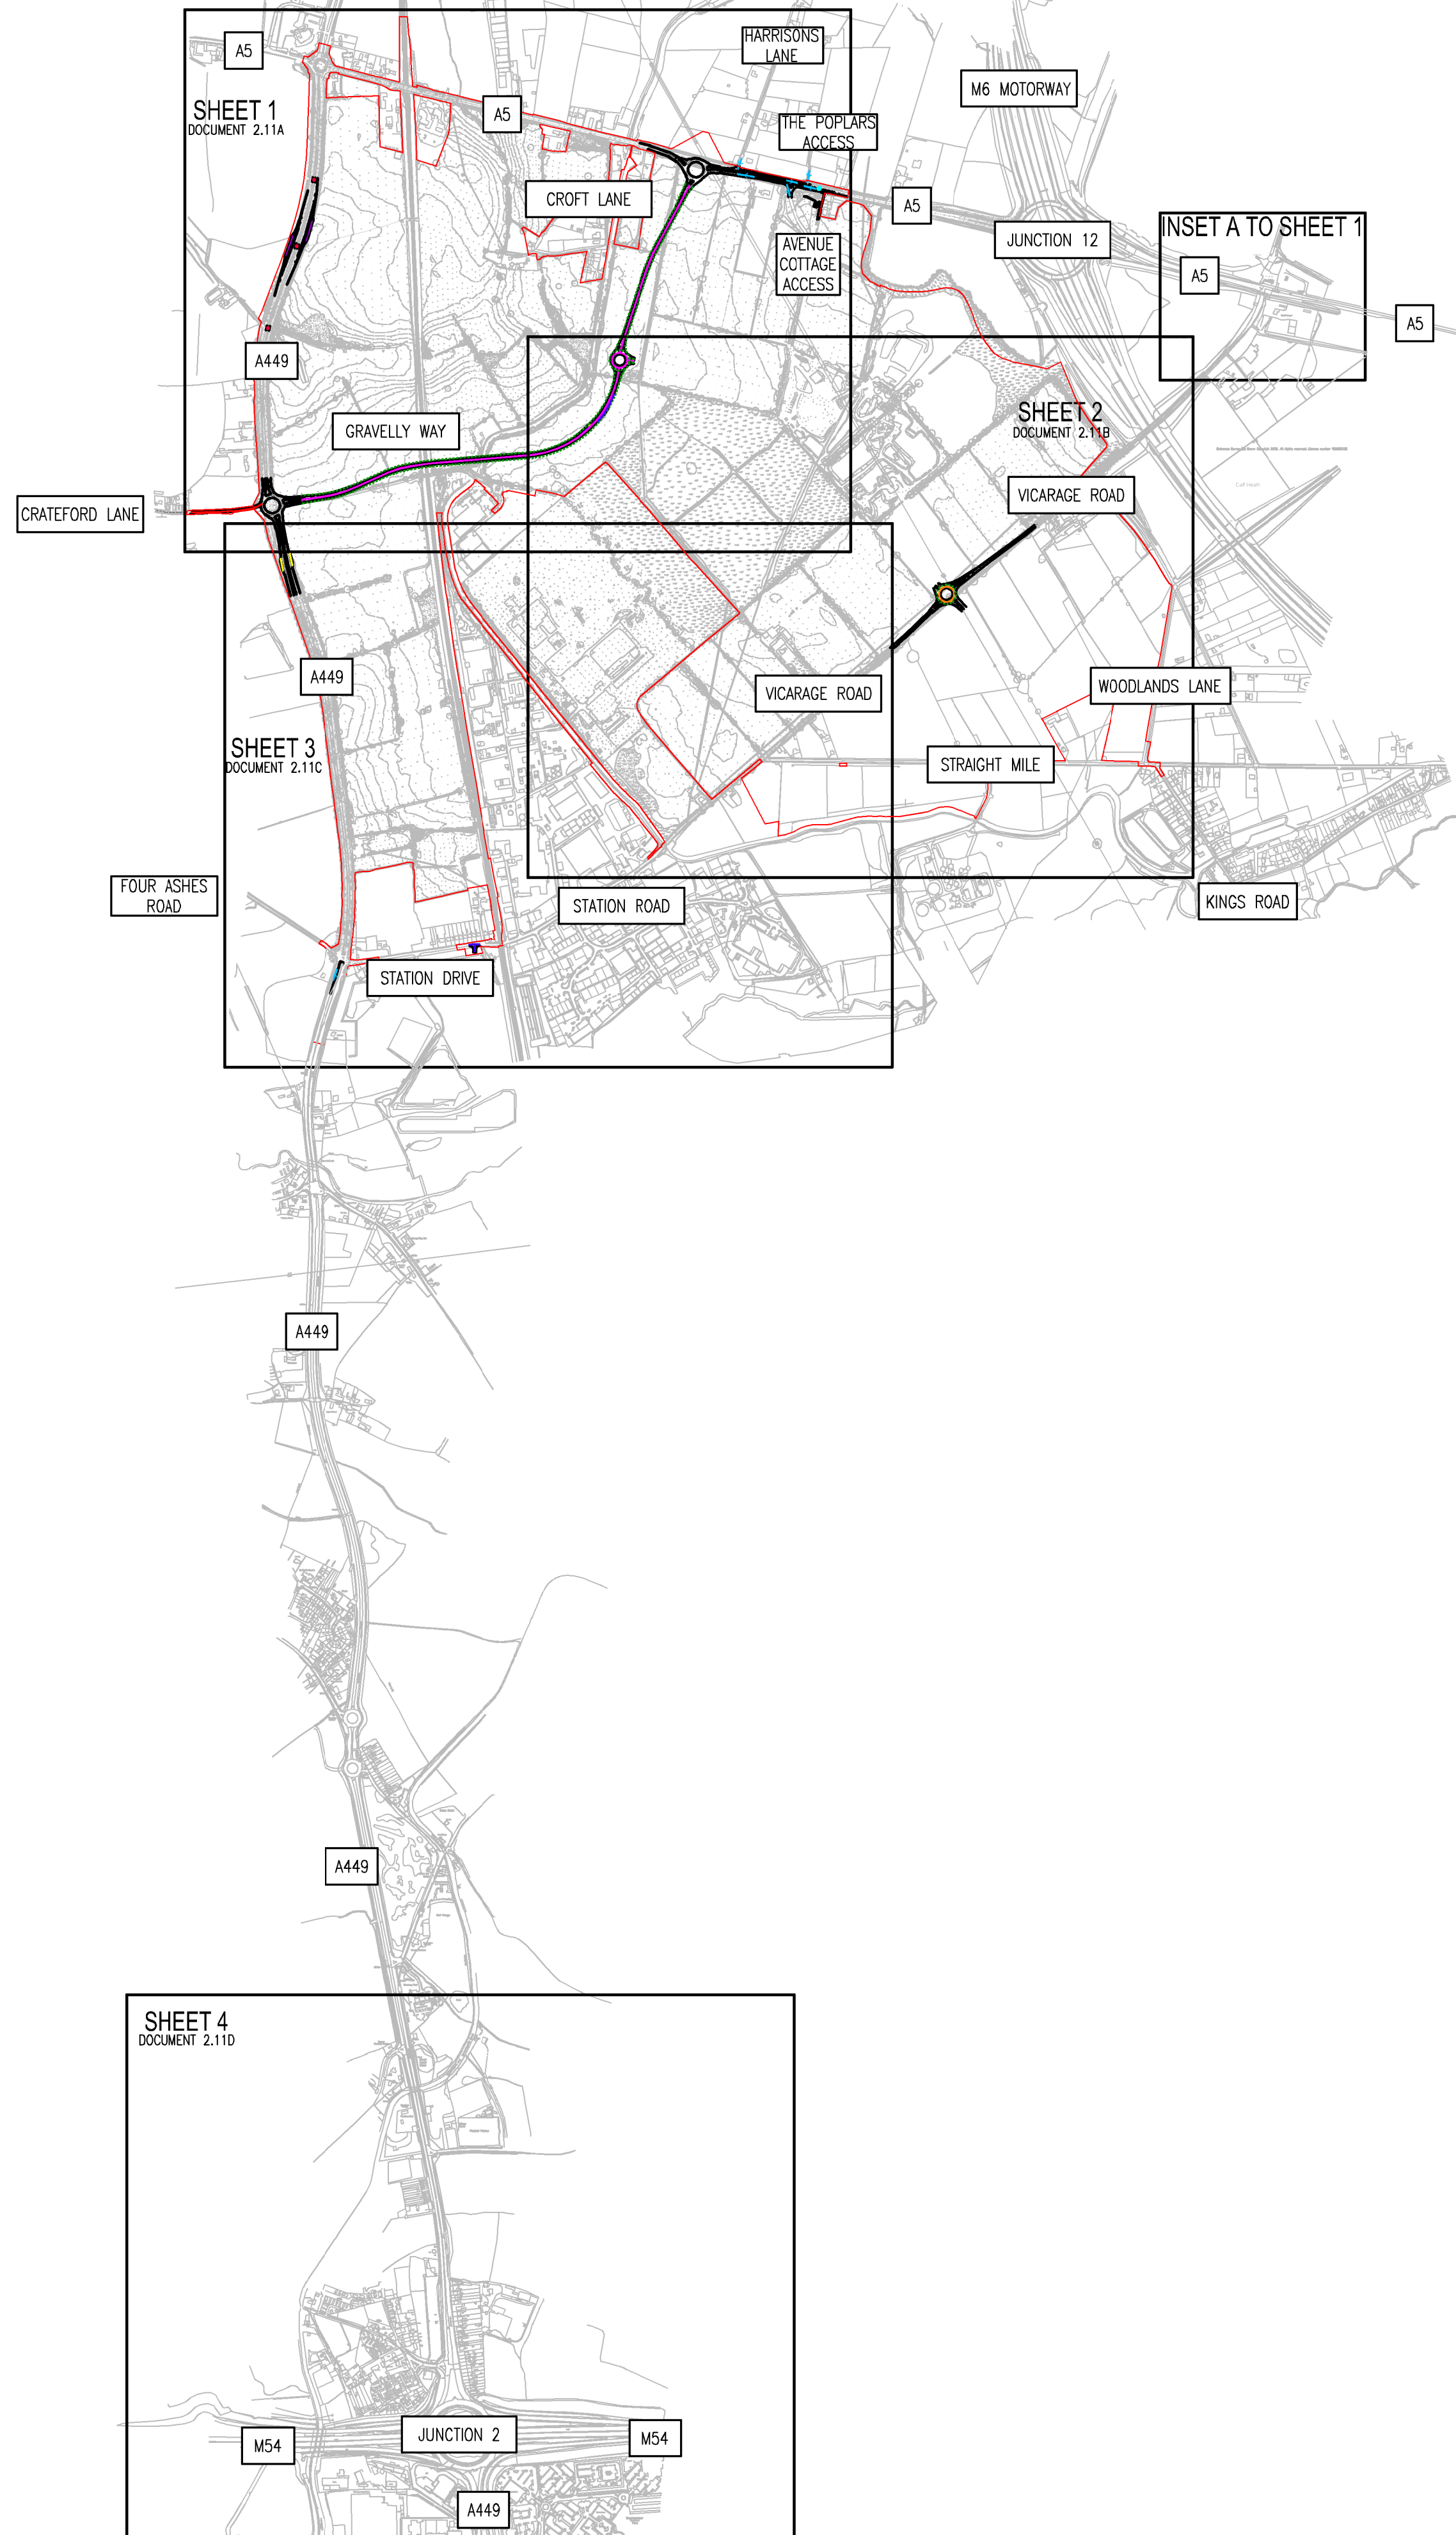 HARRISONS
LANE
A5
M6 MOTORWAY
SHEET 1
DOCUMENT 2.11A
A5
THE POPLARS
ACCESS
CROFT LANE
A5
INSET A TO SHEET 1
JUNCTION 12
AVENUE
COTTAGE
ACCESS
A5
A5
A449
SHEET 2
DOCUMENT 2.11B
GRAVELLY WAY
Calf Heath
VICARAGE ROAD
CRATEFORD LANE
A449
WOODLANDS LANE
VICARAGE ROAD
SHEET 3
DOCUMENT 2.11C
STRAIGHT MILE
FOUR ASHES
ROAD
STATION ROAD
KINGS ROAD
STATION DRIVE
A449
A449
SHEET 4
DOCUMENT 2.11D
JUNCTION 2
M54
M54
A449